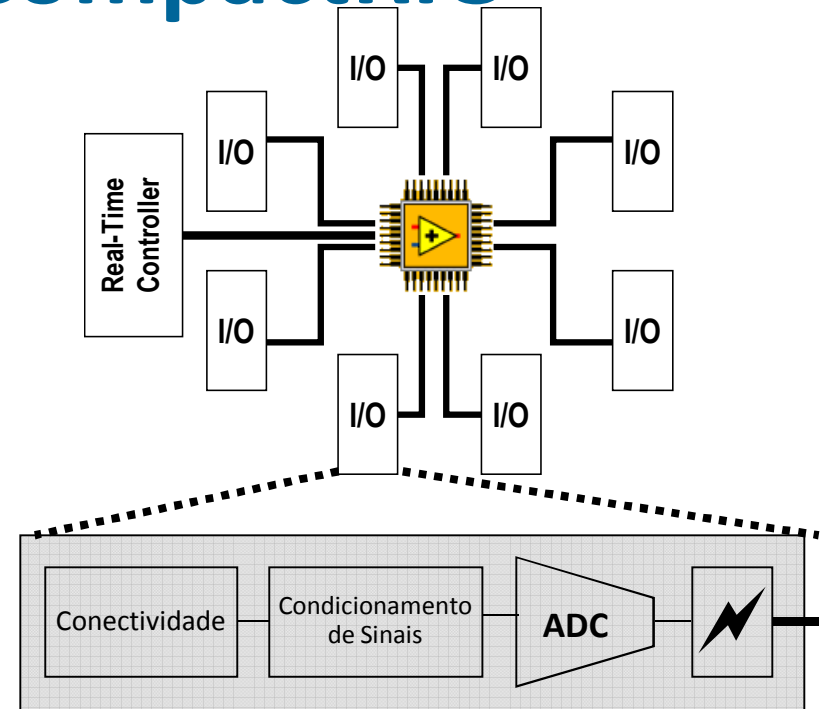 I/O
I/O
I/O
I/O
Real-Time
Controller
I/O
I/O
I/O
I/O
Conectividade
Condicionamento
de Sinais
ADC